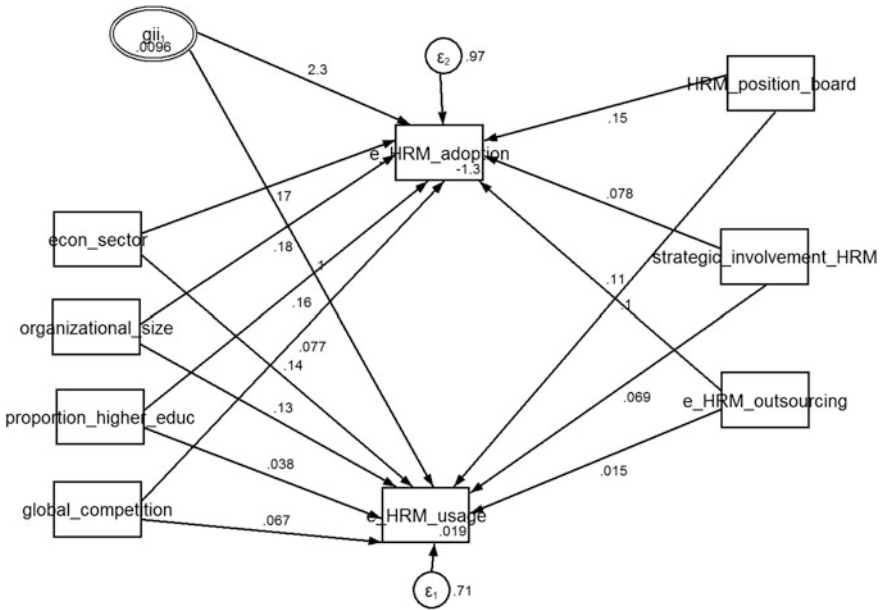 gii₁
.0096
ε₂
.97
HRM_position_board
2.3
.15
e_HRM_adoption
-1.3
.17
.078
econ_sector
.18
strategic_involvement_HRM
1
.11
.16
.1
organizational_size
.077
.14
.069
e_HRM_outsourcing
proportion_higher_educ
.13
.038
.015
global_competition
.067
e_HRM_usage
.019
ε₁
.71